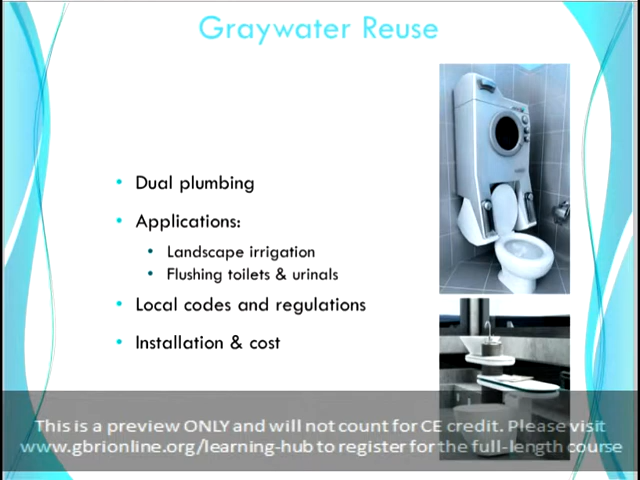 Graywater Reuse
• Dual plumbing
• Applications:
• Landscape irrigation
• Flushing toilets & urinals
• Local codes and regulations
• Installation & cost
This is a preview ONLY and will not count for CE credit. Please visit
www.gbrionline.org/learning-hub to register for the full-length course